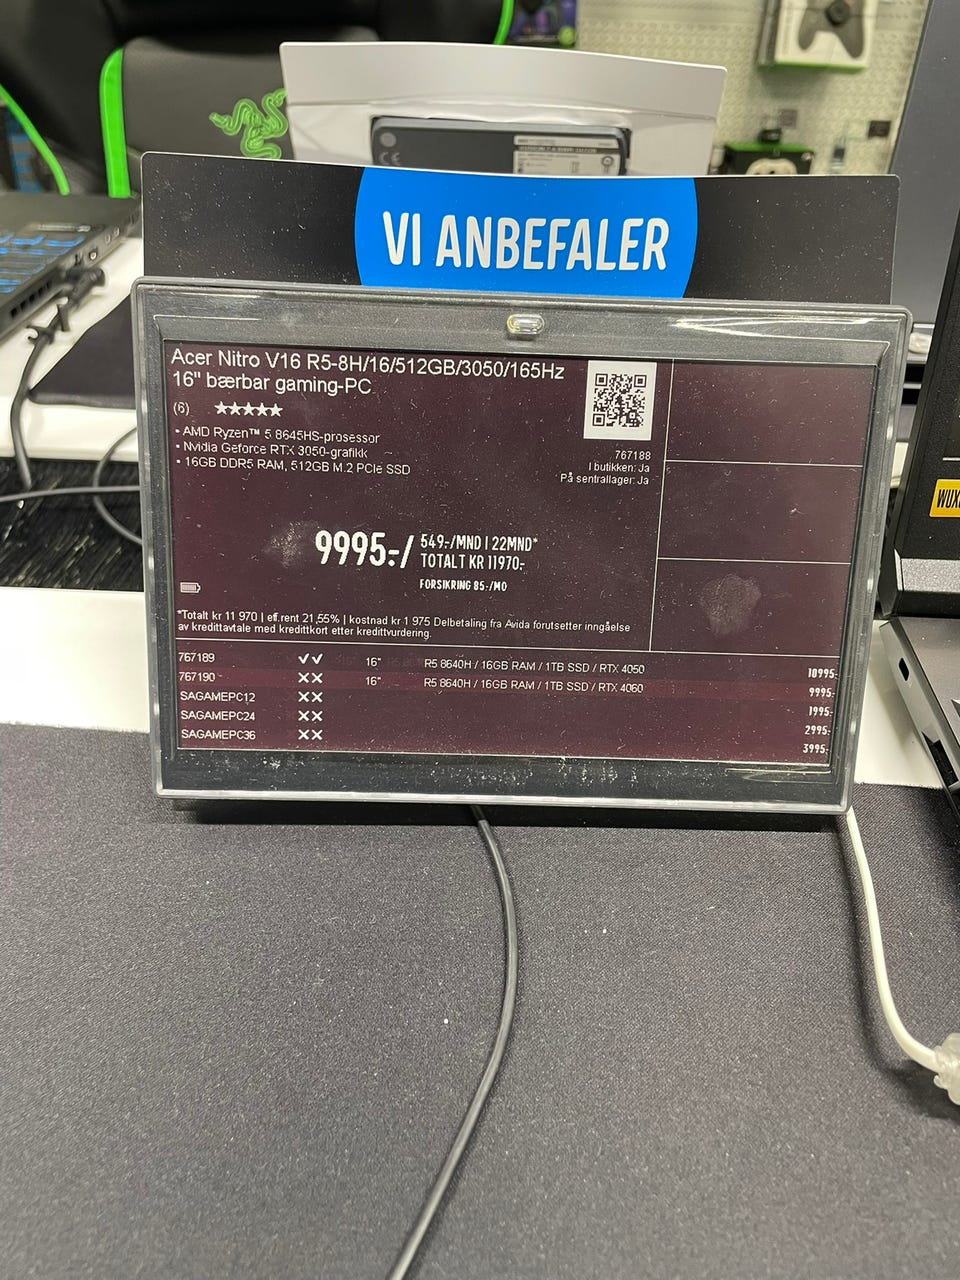 VI ANBEFALER
Acer Nitro V16 R5-8H/16/512GB/3050/165Hz
16" bærbar gaming-PC
(6) ★★★★★
• AMD Ryzen™ 5 8645HS-prosessor
• Nvidia Geforce RTX 3050-grafikk
• 16GB DDR5 RAM, 512GB M.2 PCIe SSD
767188
I butikken: Ja
På sentrallager: Ja
9995.-/ 549.-/MND I 22MND*
TOTALT KR 11970.-
FORSIKRING 85-/MO
*Totalt kr 11 970 | eff.rent 21,55% | kostnad kr 1 975 Delbetaling fra Avida forutsetter inngåelse
av kredittavtale med kredittkort etter kredittvurdering.
767189 ✓✓ 16" R5 8640H / 16GB RAM / 1TB SSD / RTX 4050 10995.-
767190 ✕✕ 16" R5 8640H / 16GB RAM / 1TB SSD / RTX 4060 9995.-
SAGAMEPC12 ✕✕ 1995.-
SAGAMEPC24 ✕✕ 2995.-
SAGAMEPC36 ✕✕ 3995.-